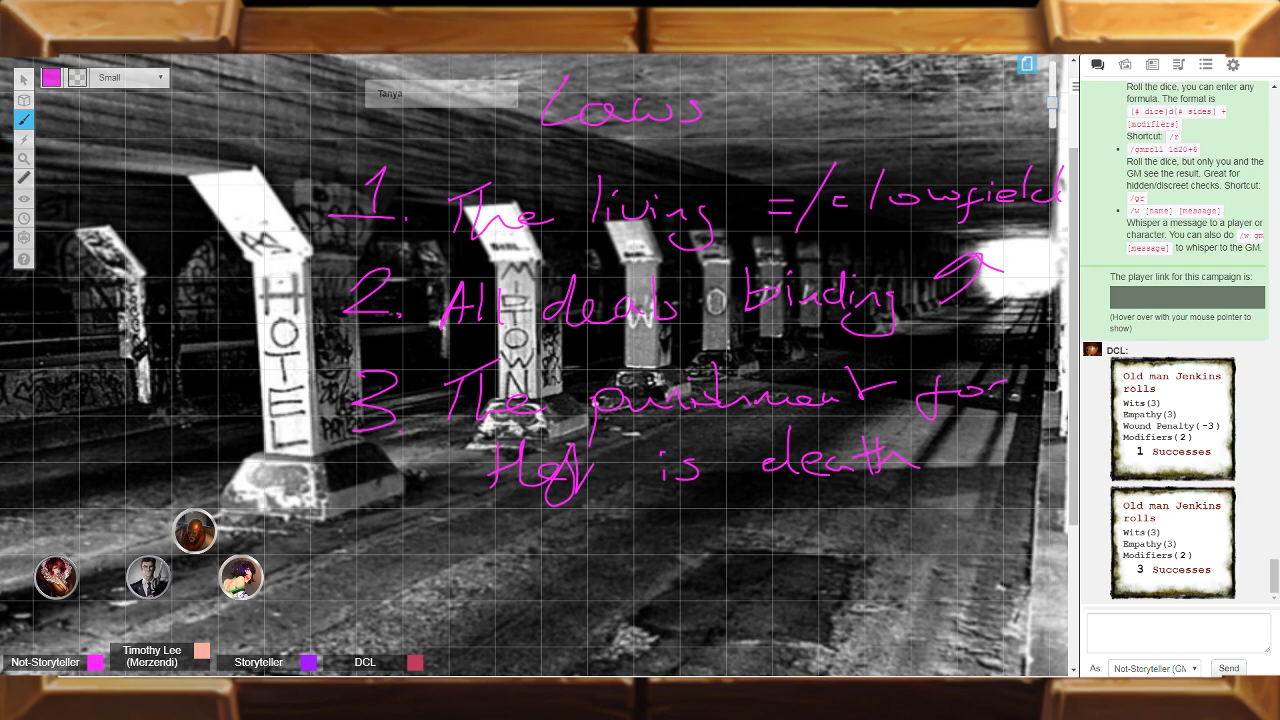 Small
Tanya
Laws
1. The living =/= lowfield
2. All deals binding
3. The punishment for
theft is death
HOTEL
Roll the dice, you can enter any
formula. The format is
[# dice]d[# sides] +
[modifiers]
Shortcut: /r
/gmroll 1d20+6
Roll the dice, but only you and the
GM see the result. Great for
hidden/discreet checks. Shortcut:
/gr
/w [name] [message]
Whisper a message to a player or
character. You can also do /w gm
[message] to whisper to the GM.
The player link for this campaign is:
(Hover over with your mouse pointer to
show)
DCL:
Old man Jenkins
rolls
Wits(3)
Empathy(3)
Wound Penalty(-3)
Modifiers(2)
1 Successes
Old man Jenkins
rolls
Wits(3)
Empathy(3)
Modifiers(2)
3 Successes
As: Not-Storyteller (GM Send
Not-Storyteller
Timothy Lee
(Merzendi)
Storyteller
DCL